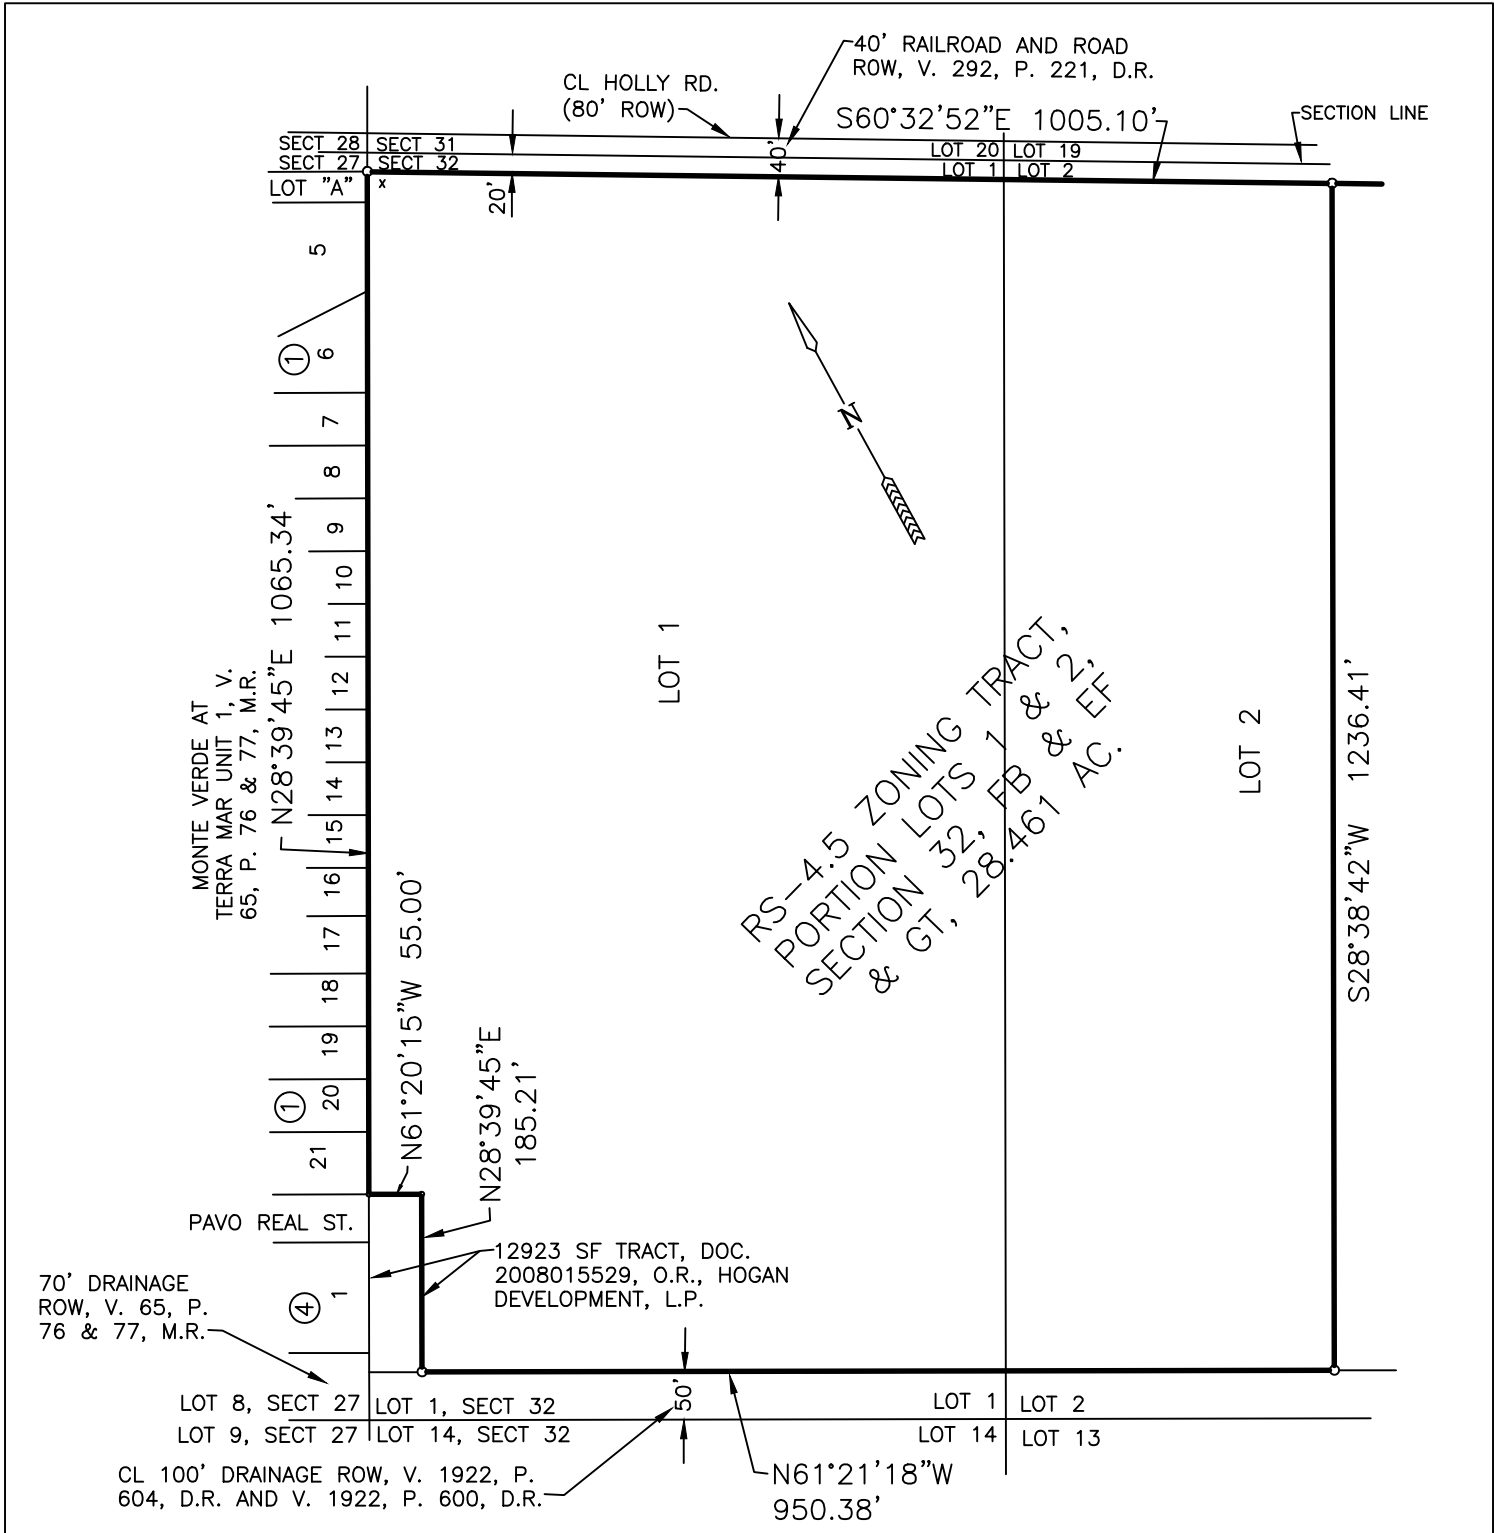 40' RAILROAD AND ROAD
ROW, V. 292, P. 221, D.R.
CL HOLLY RD.
(80' ROW)
S60°32'52"E 1005.10'
SECTION LINE
SECT 28
SECT 31
LOT 20
LOT 19
SECT 27
SECT 32
LOT 1
LOT 2
LOT "A"
x
20'
40'
5
1
6
7
8
9
10
11
12
13
14
15
16
17
18
19
20
1
21
N
N28°39'45"E 1065.34'
MONTE VERDE AT
TERRA MAR UNIT 1, V.
65, P. 76 & 77, M.R.
LOT 1
RS-4.5 ZONING TRACT,
PORTION LOTS 1 & 2,
SECTION 32, FB & EF
& GT, 28.461 AC.
LOT 2
S28°38'42"W 1236.41'
N61°20'15"W 55.00'
N28°39'45"E
185.21'
PAVO REAL ST.
12923 SF TRACT, DOC.
2008015529, O.R., HOGAN
DEVELOPMENT, L.P.
70' DRAINAGE
ROW, V. 65, P.
76 & 77, M.R.
4
1
LOT 8, SECT 27
LOT 1, SECT 32
50'
LOT 1
LOT 2
LOT 9, SECT 27
LOT 14, SECT 32
LOT 14
LOT 13
CL 100' DRAINAGE ROW, V. 1922, P.
604, D.R. AND V. 1922, P. 600, D.R.
N61°21'18"W
950.38'